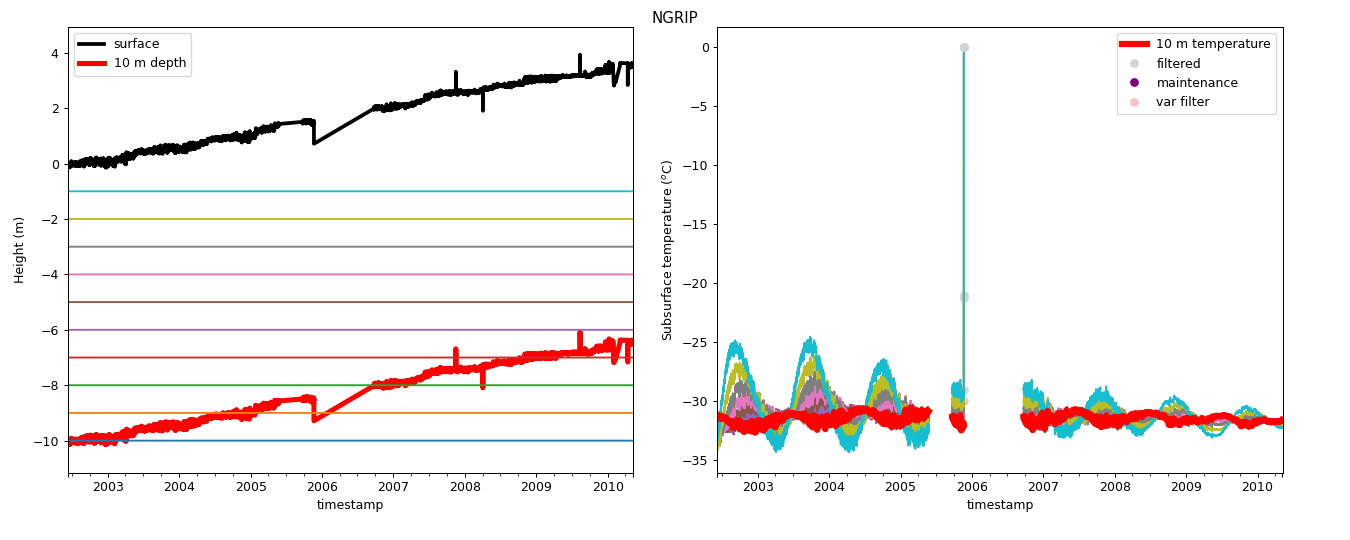 NGRIP
surface
10 m depth
4
2
0
−2
−4
−6
−8
−10
Height (m)
2003 2004 2005 2006 2007 2008 2009 2010
timestamp
10 m temperature
filtered
maintenance
var filter
0
−5
−10
−15
−20
−25
−30
−35
Subsurface temperature (°C)
2003 2004 2005 2006 2007 2008 2009 2010
timestamp